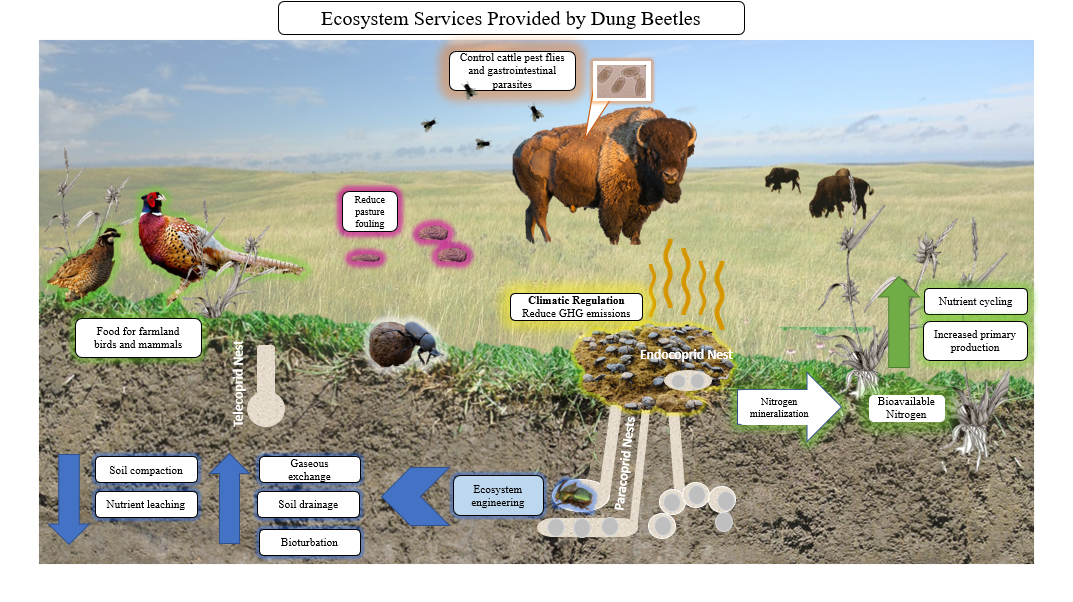 Ecosystem Services Provided by Dung Beetles
Control cattle pest flies
and gastrointestinal
parasites
Reduce
pasture
fouling
Climatic Regulation
Reduce GHG emissions
Food for farmland
birds and mammals
Telecoprid Nest
Endocoprid Nest
Paracoprid Nests
Nitrogen
mineralization
Bioavailable
Nitrogen
Nutrient cycling
Increased primary
production
Soil compaction
Nutrient leaching
Gaseous
exchange
Soil drainage
Bioturbation
Ecosystem
engineering